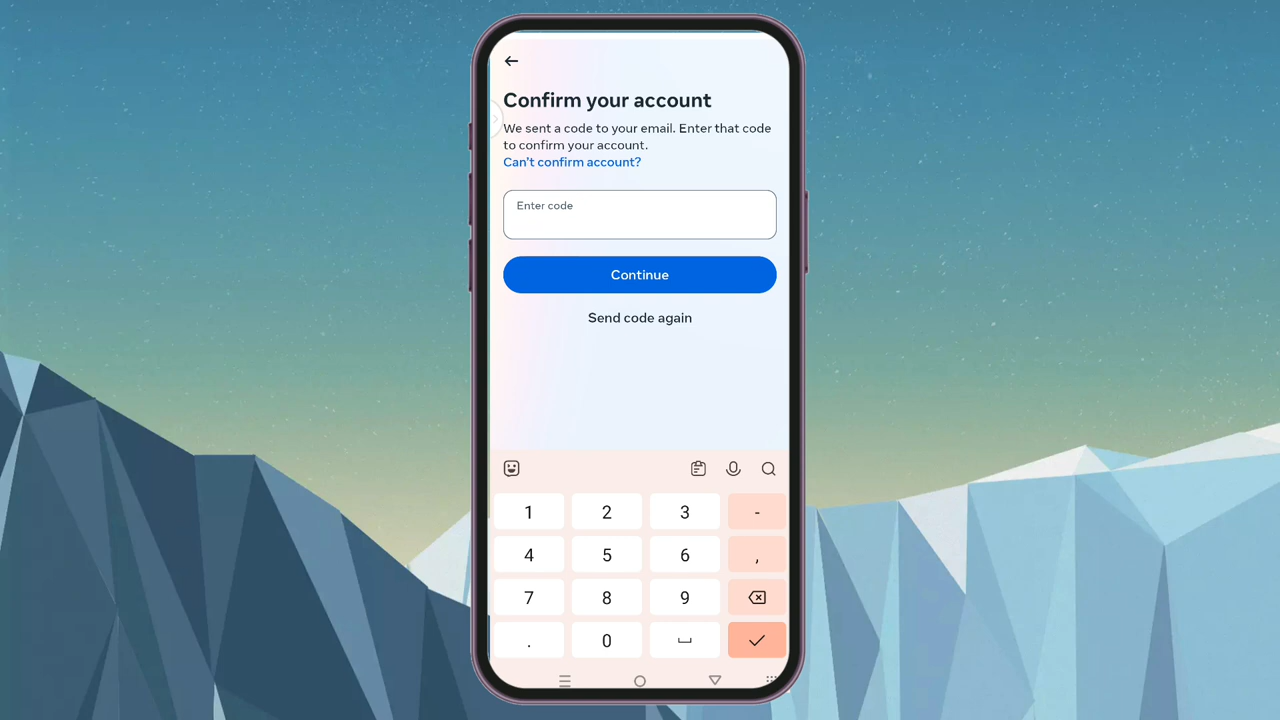 Confirm your account
We sent a code to your email. Enter that code
to confirm your account.
Can't confirm account?
Enter code
Continue
Send code again
1 2 3 -
4 5 6 ,
7 8 9
. 0